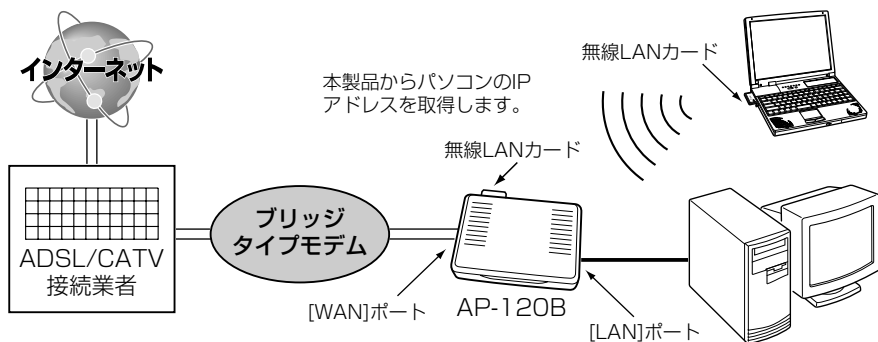 インターネット
本製品からパソコンのIP
アドレスを取得します。
無線LANカード
無線LANカード
ADSL/CATV
接続業者
ブリッジ
タイプモデム
[WAN]ポート
AP-120B
[LAN]ポート